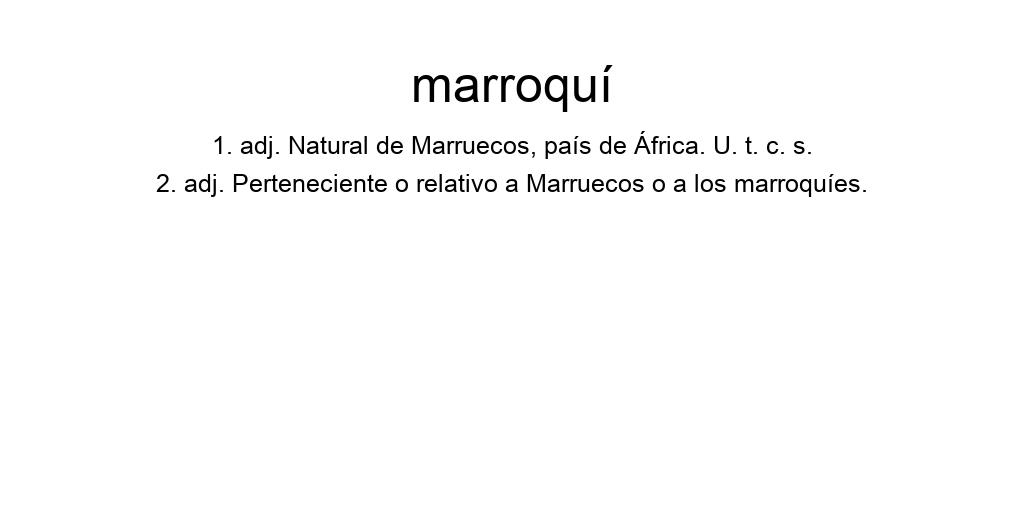 marroquí
1. adj. Natural de Marruecos, país de África. U. t. c. s.
2. adj. Perteneciente o relativo a Marruecos o a los marroquíes.